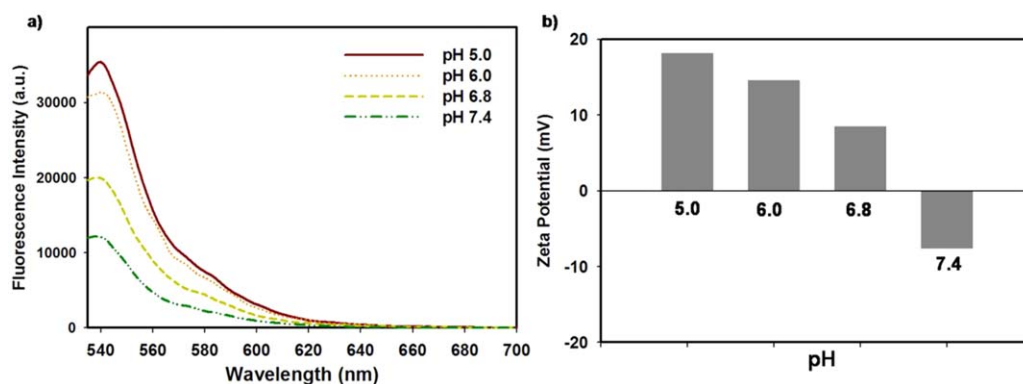 a)
Fluorescence Intensity (a.u.)
30000
20000
10000
0
540 560 580 600 620 640 660 680 700
Wavelength (nm)
pH 5.0
pH 6.0
pH 6.8
pH 7.4
b)
Zeta Potential (mV)
20
10
0
-10
-20
5.0 6.0 6.8
7.4
pH